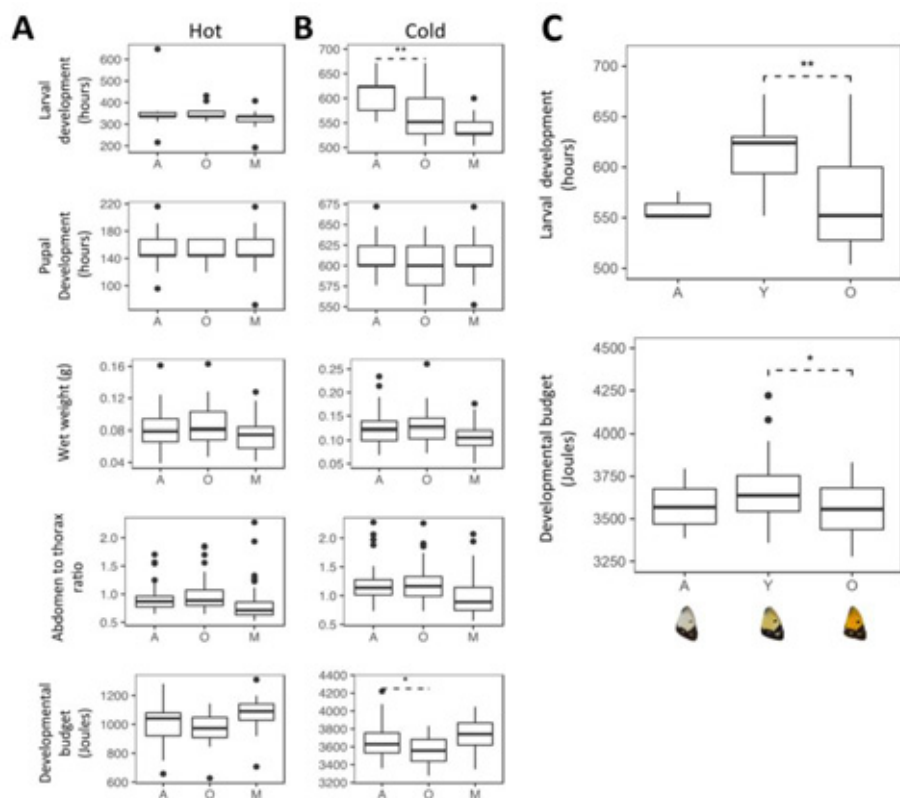 A
Hot
B
Cold
C
Larval
development
(hours)
600
500
400
300
200
A O M
700
650
600
550
500
**
A O M
Larval development
(hours)
700
650
600
550
500
**
A Y O
Pupal
Development
(hours)
220
180
140
100
A O M
675
650
625
600
575
550
A O M
Wet weight (g)
0.16
0.12
0.08
0.04
A O M
0.25
0.20
0.15
0.10
0.05
A O M
Developmental budget
(Joules)
4500
4250
4000
3750
3500
3250
*
A Y O
Abdomen to thorax
ratio
2.0
1.5
1.0
0.5
A O M
2.0
1.5
1.0
0.5
A O M
Developmental
budget
(Joules)
1200
1000
800
600
A O M
4400
4200
4000
3800
3600
3400
3200
*
A O M